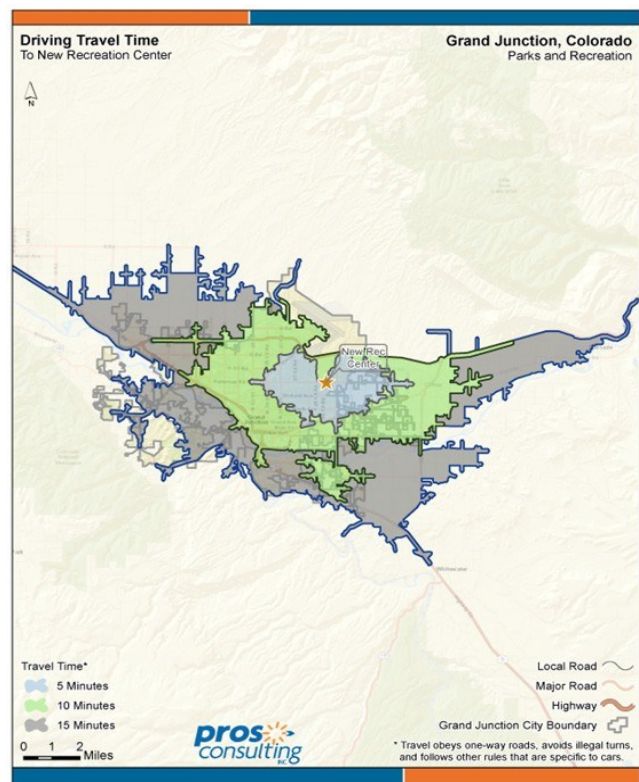 Driving Travel Time
To New Recreation Center
Grand Junction, Colorado
Parks and Recreation
N
New Rec
Center
Whitewater
Travel Time*
5 Minutes
10 Minutes
15 Minutes
0 1 2
Miles
pros
consulting
INC.
Local Road
Major Road
Highway
Grand Junction City Boundary
* Travel obeys one-way roads, avoids illegal turns,
and follows other rules that are specific to cars.